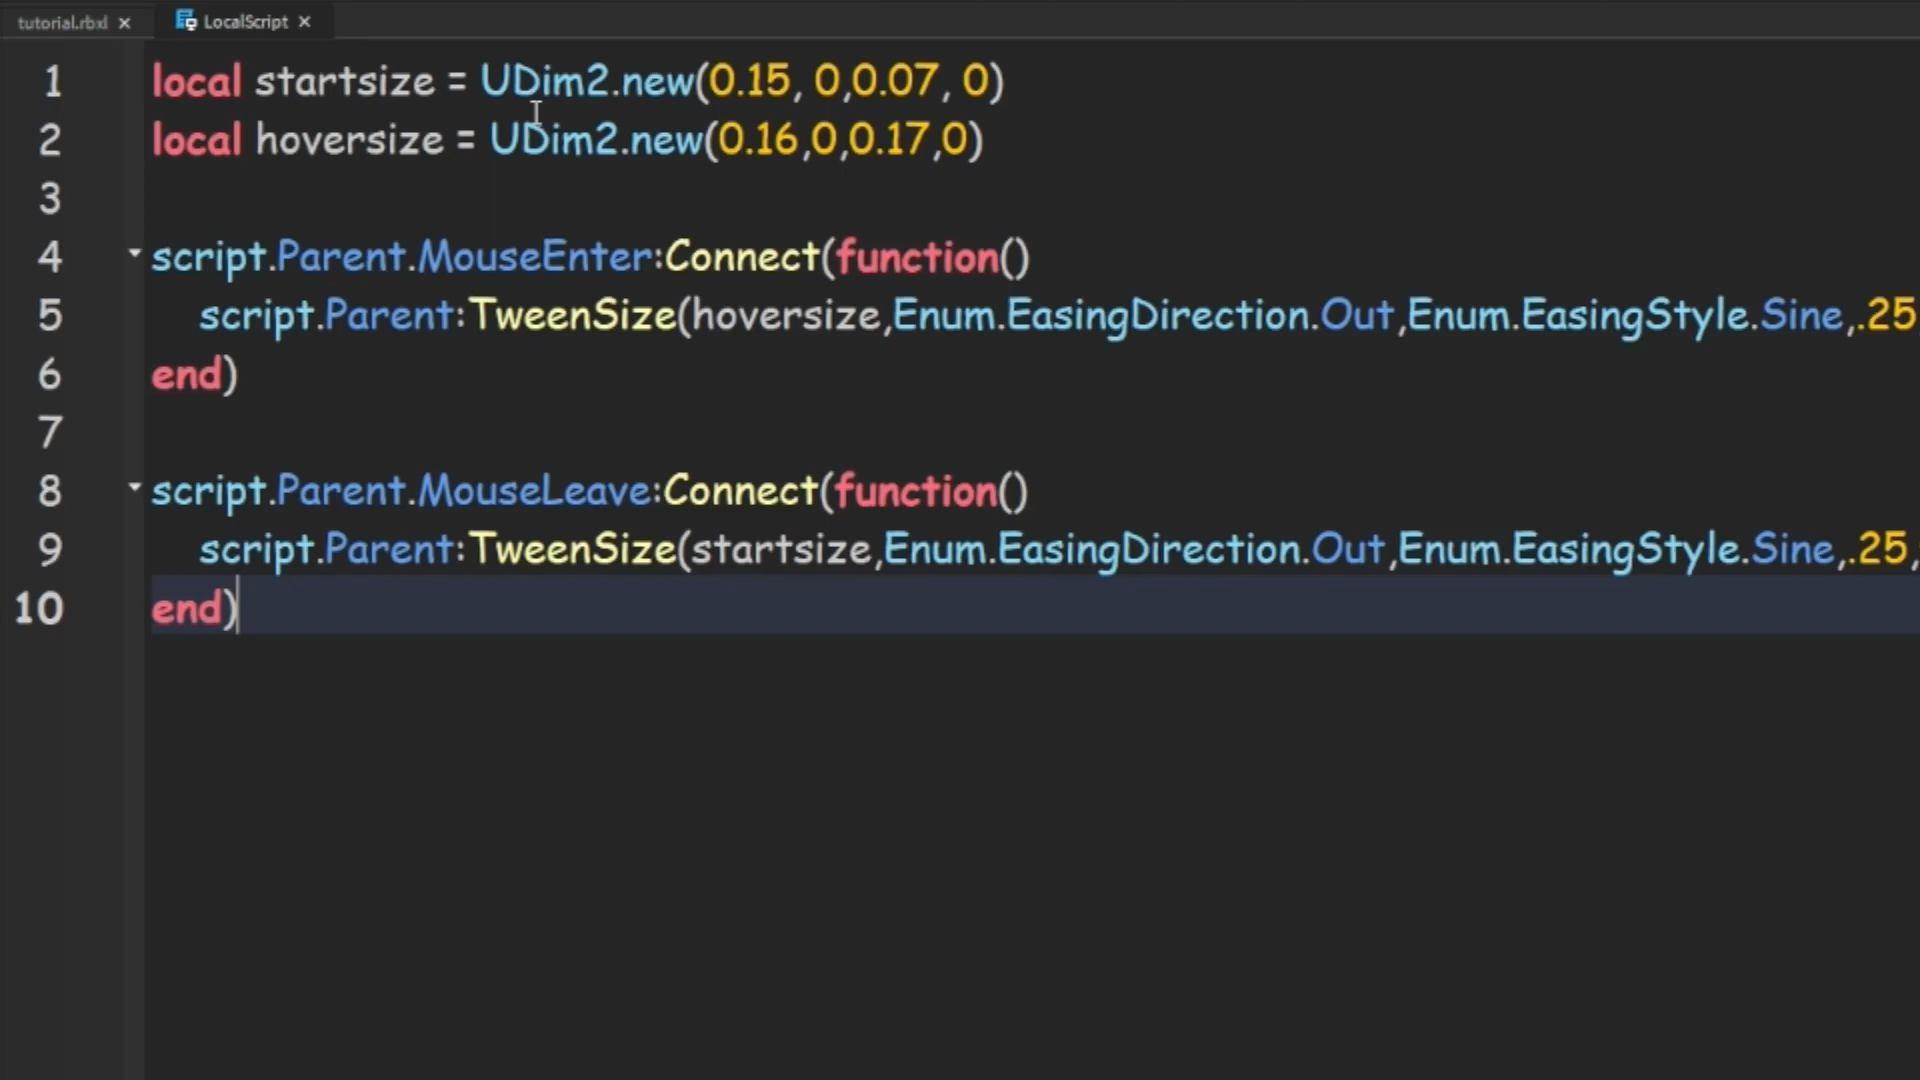 tutorial.rbxl × LocalScript ×
1 local startsize = UDim2.new(0.15, 0,0.07, 0)
2 local hoversize = UDim2.new(0.16,0,0.17,0)
3
4 script.Parent.MouseEnter:Connect(function()
5 script.Parent:TweenSize(hoversize,Enum.EasingDirection.Out,Enum.EasingStyle.Sine,.25
6 end)
7
8 script.Parent.MouseLeave:Connect(function()
9 script.Parent:TweenSize(startsize,Enum.EasingDirection.Out,Enum.EasingStyle.Sine,.25,
10 end)